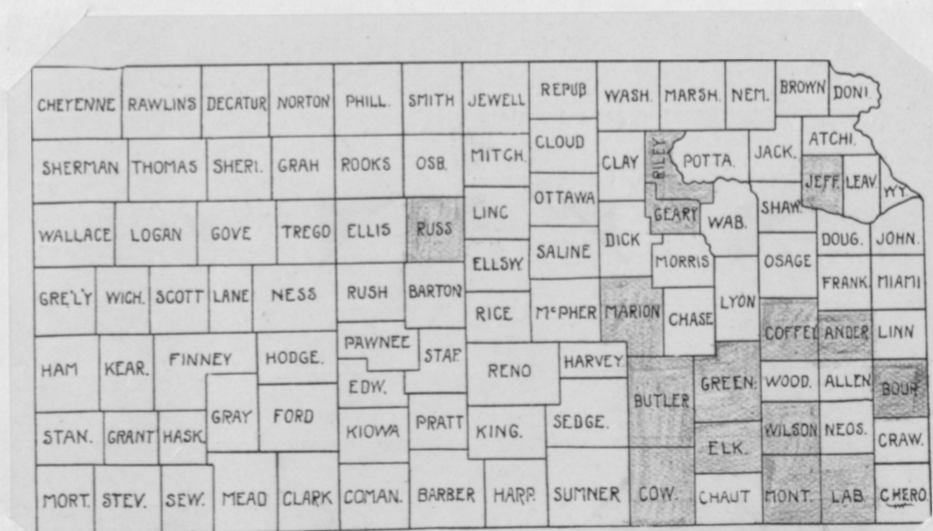 CHEYENNE RAWLINS DECATUR NORTON PHILL. SMITH JEWELL REPUB WASH. MARSH. NEM. BROWN DONI.
SHERMAN THOMAS SHERI. GRAH ROOKS OSB. MITCH. CLOUD CLAY RILEY POTTA. JACK. ATCHI.
JEFF. LEAV. WY.
WALLACE LOGAN GOVE TREGO ELLIS RUSS LINC OTTAWA DICK GEARY WAB. SHAW. DOUG. JOHN.
ELLSW. SALINE MORRIS OSAGE
GRE'L'Y WICH. SCOTT LANE NESS RUSH BARTON RICE McPHER MARION CHASE LYON FRANK. MIAMI
COFFEY ANDER LINN
HAM KEAR. FINNEY HODGE. PAWNEE STAF. RENO HARVEY.
EDW. BUTLER GREEN. WOOD. ALLEN BOUR.
STAN. GRANT HASK. GRAY FORD KIOWA PRATT KING. SEDGE. ELK. WILSON NEOS. CRAW.
MORT. STEV. SEW. MEAD CLARK COMAN. BARBER HARP. SUMNER COW. CHAUT MONT. LAB. CHERO.